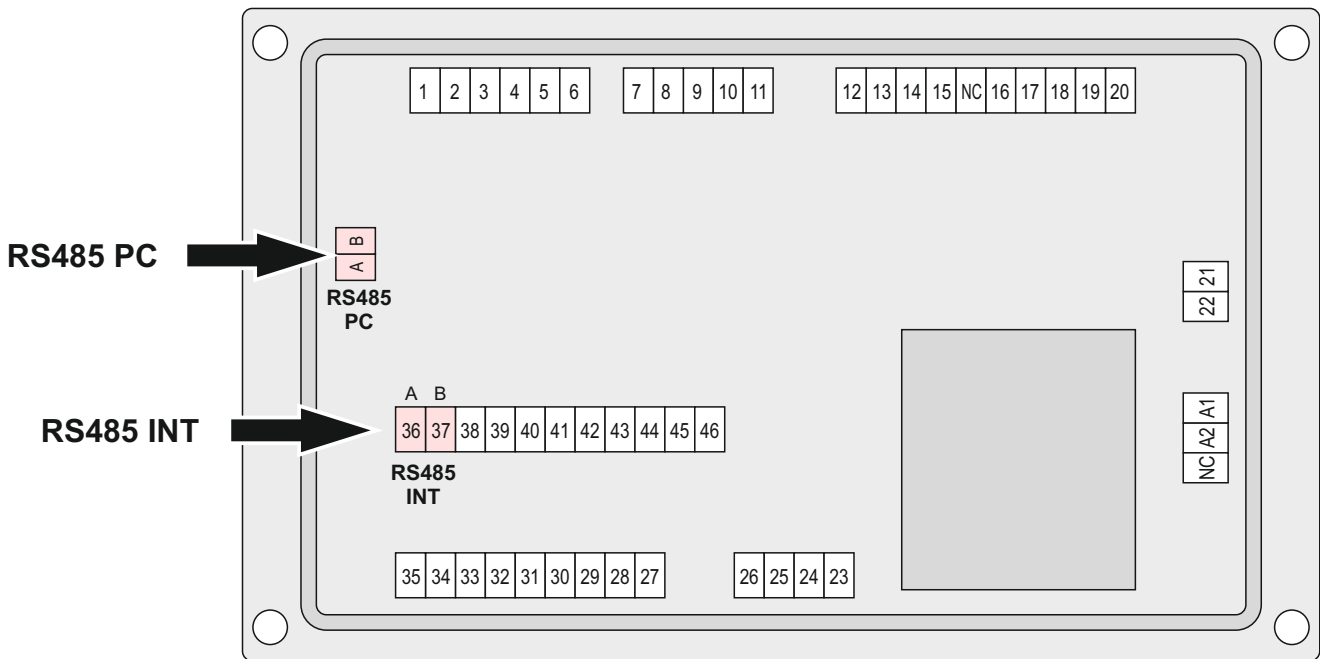 1 2 3 4 5 6 7 8 9 10 11 12 13 14 15 NC 16 17 18 19 20
RS485 PC
B
A
RS485
PC
21
22
A B
RS485 INT
36 37 38 39 40 41 42 43 44 45 46
RS485
INT
A1
A2
NC
35 34 33 32 31 30 29 28 27 26 25 24 23